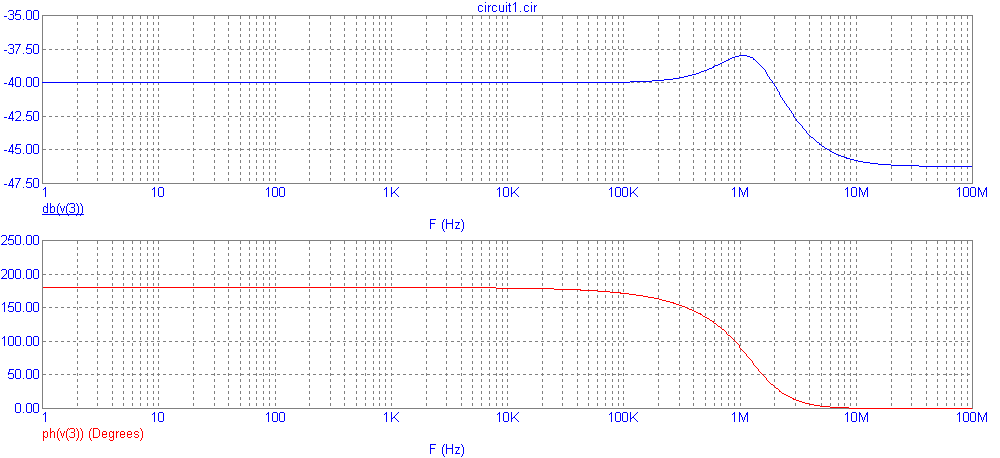 circuit1.cir
-35.00
-37.50
-40.00
-42.50
-45.00
-47.50
1 10 100 1K 10K 100K 1M 10M 100M
db(v(3))
F (Hz)
250.00
200.00
150.00
100.00
50.00
0.00
1 10 100 1K 10K 100K 1M 10M 100M
ph(v(3)) (Degrees)
F (Hz)